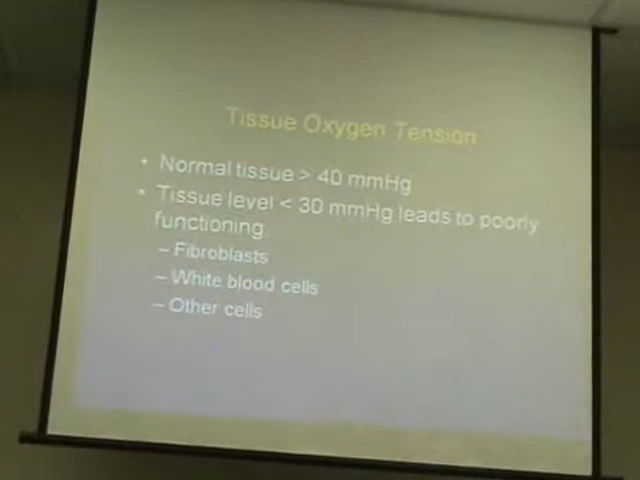 Tissue Oxygen Tension
• Normal tissue > 40 mmHg
• Tissue level < 30 mmHg leads to poorly
functioning
– Fibroblasts
– White blood cells
– Other cells